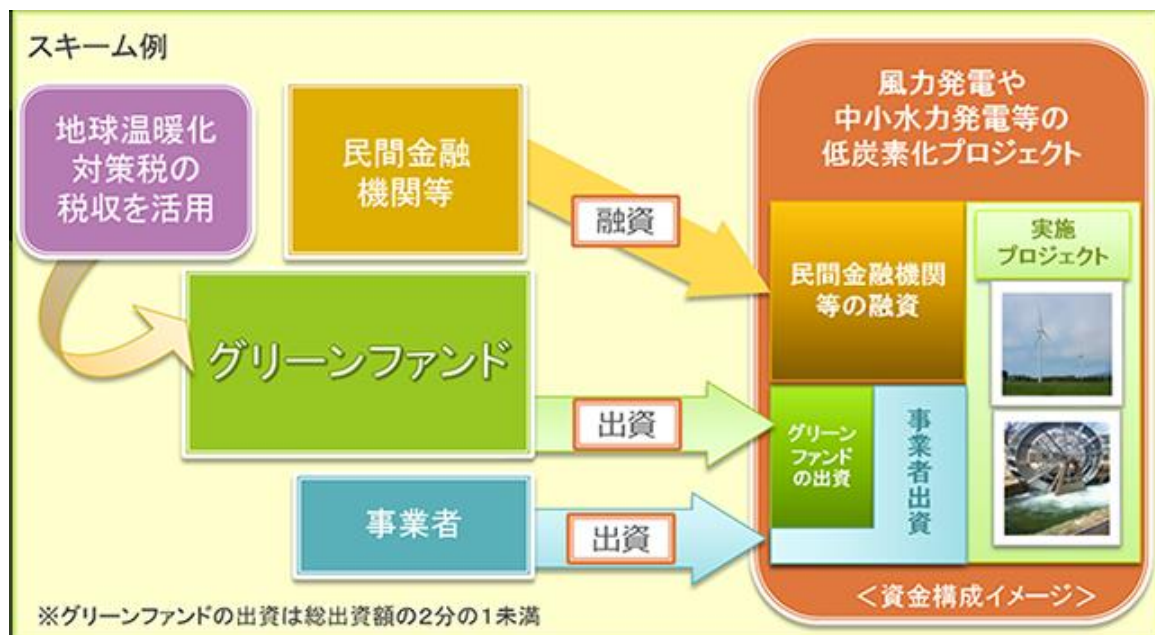 スキーム例
地球温暖化
対策税の
税収を活用
民間金融
機関等
融資
グリーンファンド
出資
事業者
出資
※グリーンファンドの出資は総出資額の2分の1未満
風力発電や
中小水力発電等の
低炭素化プロジェクト
民間金融機関
等の融資
グリーン
ファンド
の出資
事業者出資
実施
プロジェクト
＜資金構成イメージ＞